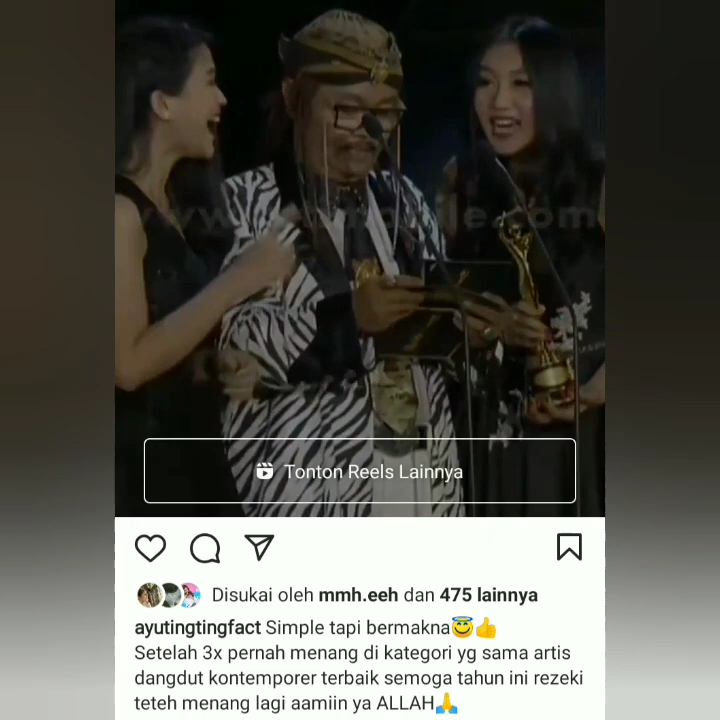 Tonton Reels Lainnya
Disukai oleh mmh.eeh dan 475 lainnya
ayutingtingfact Simple tapi bermakna😇👍
Setelah 3x pernah menang di kategori yg sama artis
dangdut kontemporer terbaik semoga tahun ini rezeki
teteh menang lagi aamiin ya ALLAH🙏